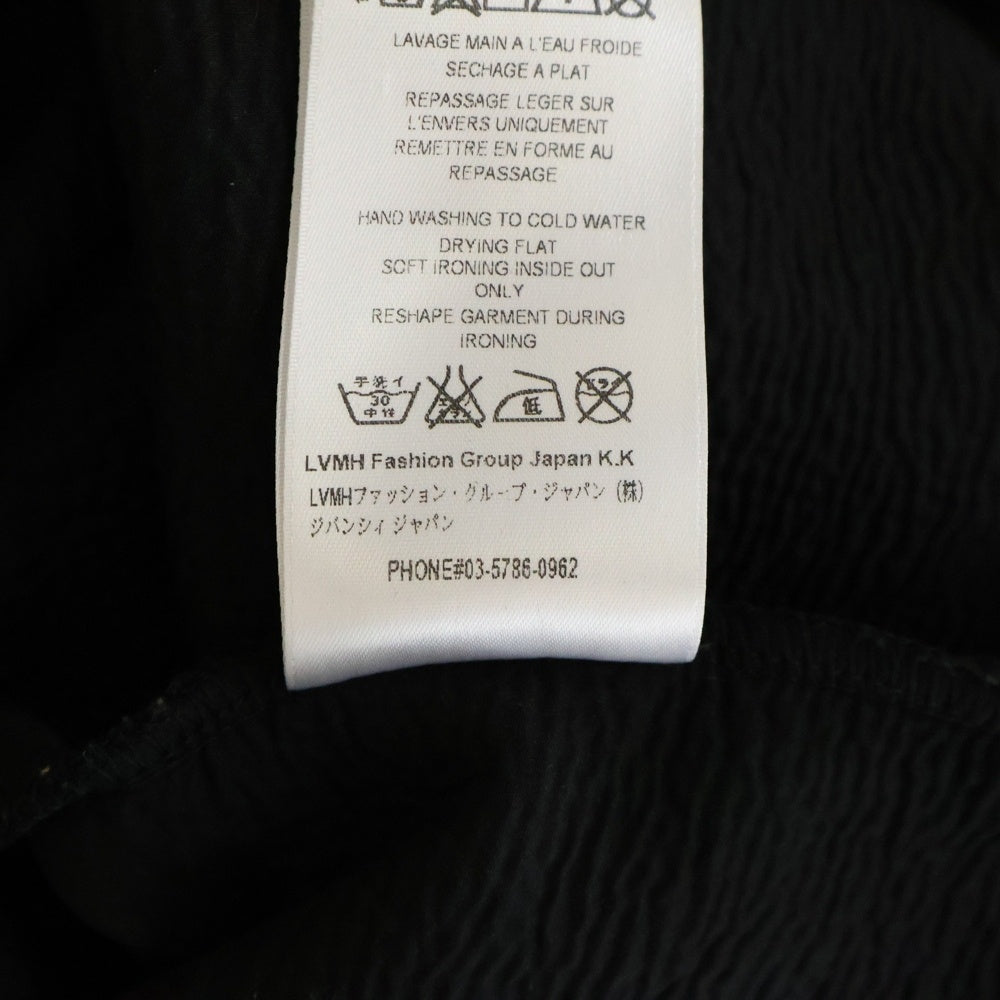 LAVAGE MAIN A L'EAU FROIDE
SECHAGE A PLAT
REPASSAGE LEGER SUR
L'ENVERS UNIQUEMENT
REMETTRE EN FORME AU
REPASSAGE
HAND WASHING TO COLD WATER
DRYING FLAT
SOFT IRONING INSIDE OUT
ONLY
RESHAPE GARMENT DURING
IRONING
手洗イ 30 中性 低 ドライ
LVMH Fashion Group Japan K.K
LVMHファッション・グループ・ジャパン（株）
ジバンシィ ジャパン
PHONE#03-5786-0962